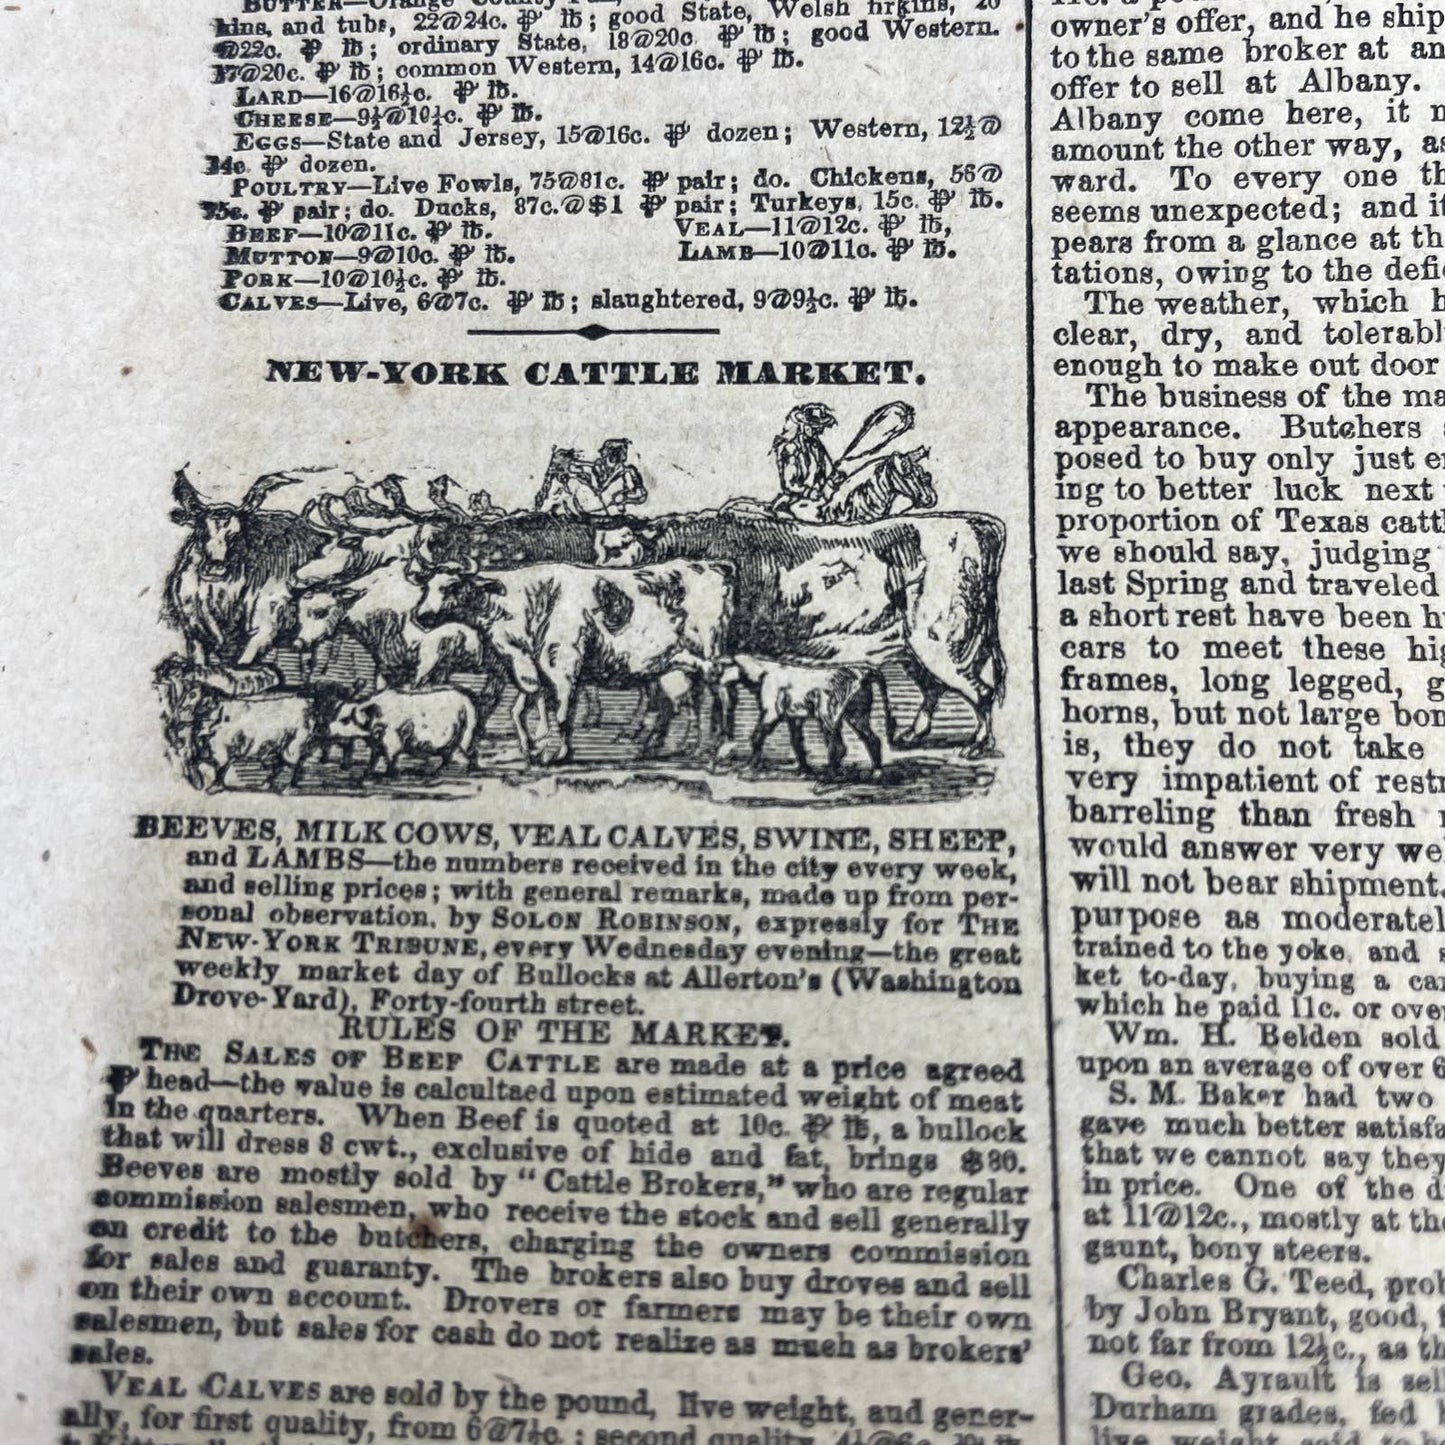 BUTTER—Orange County
kins, and tubs, 22@24c. ₱ ℔; good State, Welsh firkins, 20
@22c. ₱ ℔; ordinary State, 18@20c. ₱ ℔; good Western.
17@20c. ₱ ℔; common Western, 14@16c. ₱ ℔.
LARD—16@16½c. ₱ ℔.
CHEESE—9½@10½c. ₱ ℔.
EGGS—State and Jersey, 15@16c. ₱ dozen; Western, 12½@
14c. ₱ dozen.
POULTRY—Live Fowls, 75@81c. ₱ pair; do. Chickens, 56@
75c. ₱ pair; do. Ducks, 87c.@$1 ₱ pair; Turkeys, 15c. ₱ ℔.
BEEF—10@11c. ₱ ℔. VEAL—11@12c. ₱ ℔,
MUTTON—9@10c. ₱ ℔. LAMB—10@11c. ₱ ℔.
PORK—10@10½c. ₱ ℔.
CALVES—Live, 6@7c. ₱ ℔; slaughtered, 9@9½c. ₱ ℔.
NEW-YORK CATTLE MARKET.
BEEVES, MILK COWS, VEAL CALVES, SWINE, SHEEP,
and LAMBS—the numbers received in the city every week,
and selling prices; with general remarks, made up from per-
sonal observation, by SOLON ROBINSON, expressly for THE
NEW-YORK TRIBUNE, every Wednesday evening—the great
weekly market day of Bullocks at Allerton's (Washington
Drove-Yard), Forty-fourth street.
RULES OF THE MARKET.
THE SALES OF BEEF CATTLE are made at a price agreed
₱ head—the value is calcultaed upon estimated weight of meat
in the quarters. When Beef is quoted at 10c. ₱ ℔, a bullock
that will dress 8 cwt., exclusive of hide and fat, brings $80.
Beeves are mostly sold by "Cattle Brokers," who are regular
commission salesmen, who receive the stock and sell generally
on credit to the butchers, charging the owners commission
for sales and guaranty. The brokers also buy droves and sell
on their own account. Drovers or farmers may be their own
salesmen, but sales for cash do not realize as much as brokers'
sales.
VEAL CALVES are sold by the pound, live weight, and gener-
ally, for first quality, from 6@7½c.; second quality, 4½@6c. ₱ ℔
owner's offer, and he ship
to the same broker at an
offer to sell at Albany.
Albany come here, it
amount the other way, as
ward. To every one th
seems unexpected; and it
pears from a glance at th
tations, owing to the defi
The weather, which h
clear, dry, and tolerabl
enough to make out door
The business of the ma
appearance. Butchers
posed to buy only just e
ing to better luck next
proportion of Texas catt
we should say, judging
last Spring and traveled
a short rest have been h
cars to meet these hig
frames, long legged, g
horns, but not large bon
is, they do not take
very impatient of restr
barreling than fresh
would answer very we
will not bear shipment.
purpose as moderatel
trained to the yoke, and
ket to-day, buying a ca
which he paid 11c. or over
Wm. H. Belden sold
upon an average of over 6
S. M. Baker had two
gave much better satisfa
that we cannot say they
in price. One of the d
at 11@12c., mostly at the
gaunt, bony steers.
Charles G. Teed, prob
by John Bryant, good,
not far from 12½c., as th
Geo. Ayrault is sell
Durham grades, fed
live weight, said to be